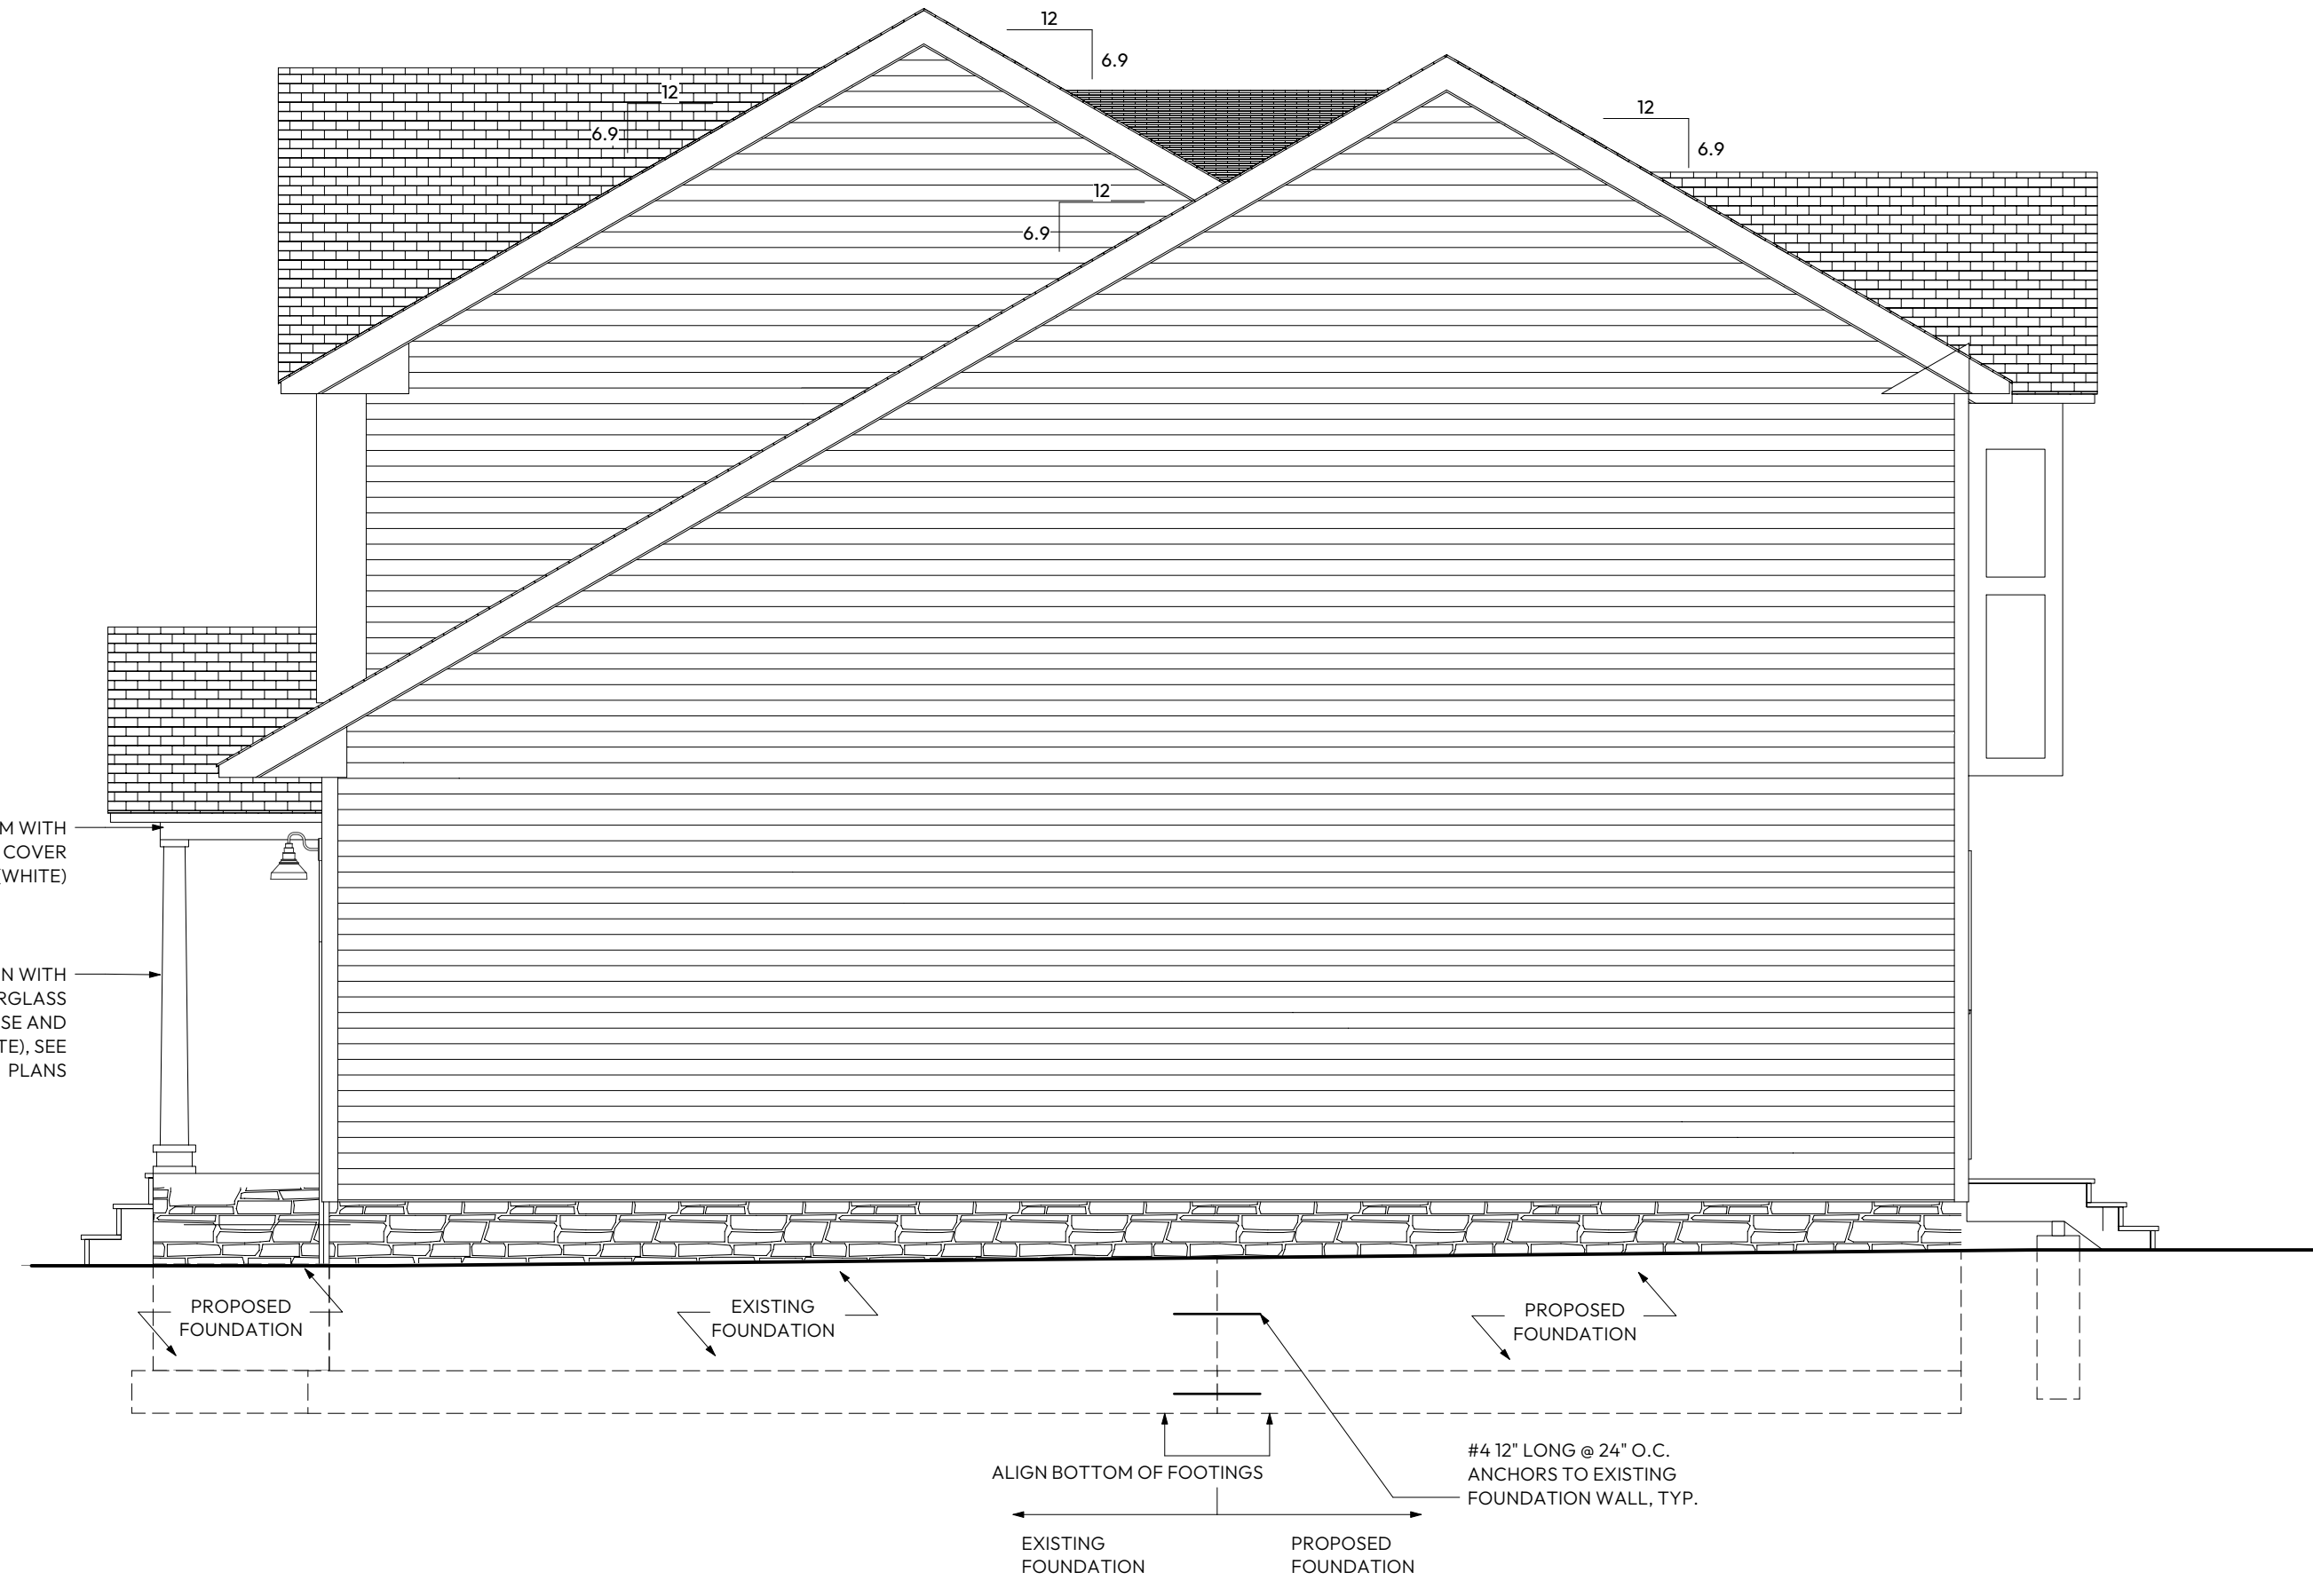 12
6.9
12
6.9
12
6.9
12
6.9
M WITH
COVER
(WHITE)
N WITH
RGLASS
SE AND
TE), SEE
PLANS
PROPOSED
FOUNDATION
EXISTING
FOUNDATION
PROPOSED
FOUNDATION
ALIGN BOTTOM OF FOOTINGS
#4 12" LONG @ 24" O.C.
ANCHORS TO EXISTING
FOUNDATION WALL, TYP.
EXISTING
FOUNDATION
PROPOSED
FOUNDATION